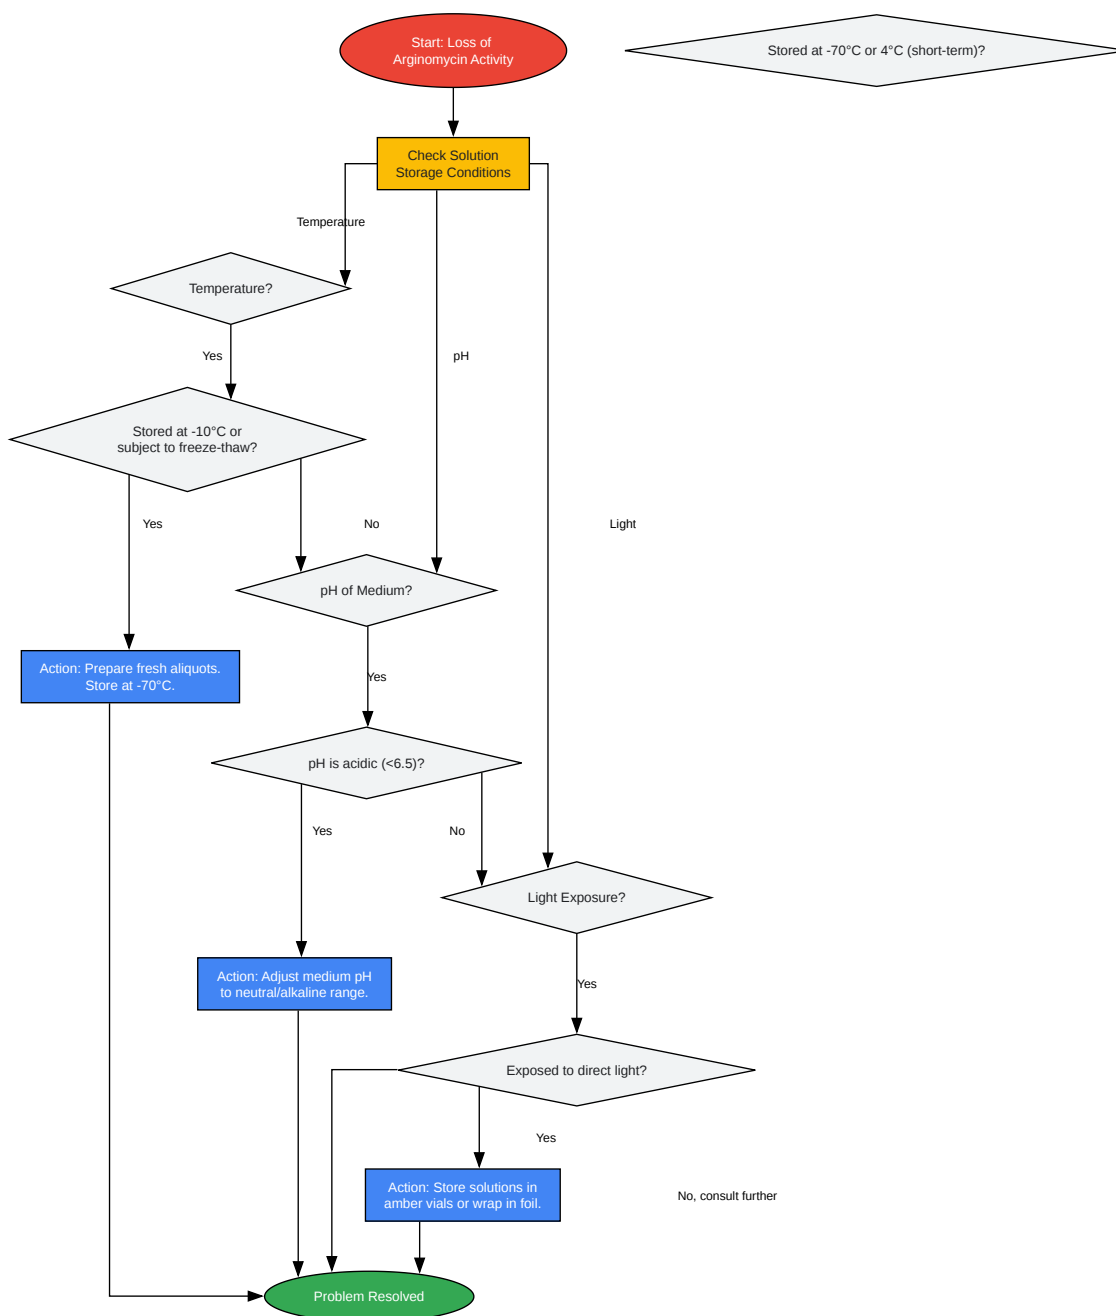 Start: Loss of
Arginomycin Activity
Stored at -70°C or 4°C (short-term)?
Check Solution
Storage Conditions
Temperature
Temperature?
Yes
pH
Stored at -10°C or
subject to freeze-thaw?
Yes
No
Light
pH of Medium?
Action: Prepare fresh aliquots.
Store at -70°C.
Yes
pH is acidic (<6.5)?
Yes
No
Light Exposure?
Action: Adjust medium pH
to neutral/alkaline range.
Yes
Exposed to direct light?
Yes
Action: Store solutions in
amber vials or wrap in foil.
No, consult further
Problem Resolved